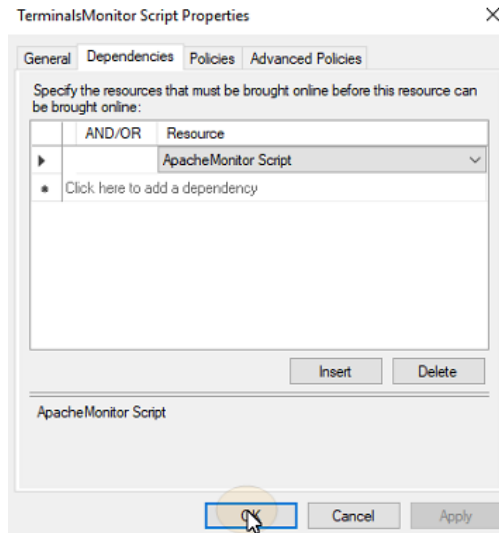 TerminalsMonitor Script Properties
General Dependencies Policies Advanced Policies
Specify the resources that must be brought online before this resource can
be brought online:
AND/OR Resource
ApacheMonitor Script
Click here to add a dependency
Insert Delete
ApacheMonitor Script
OK Cancel Apply